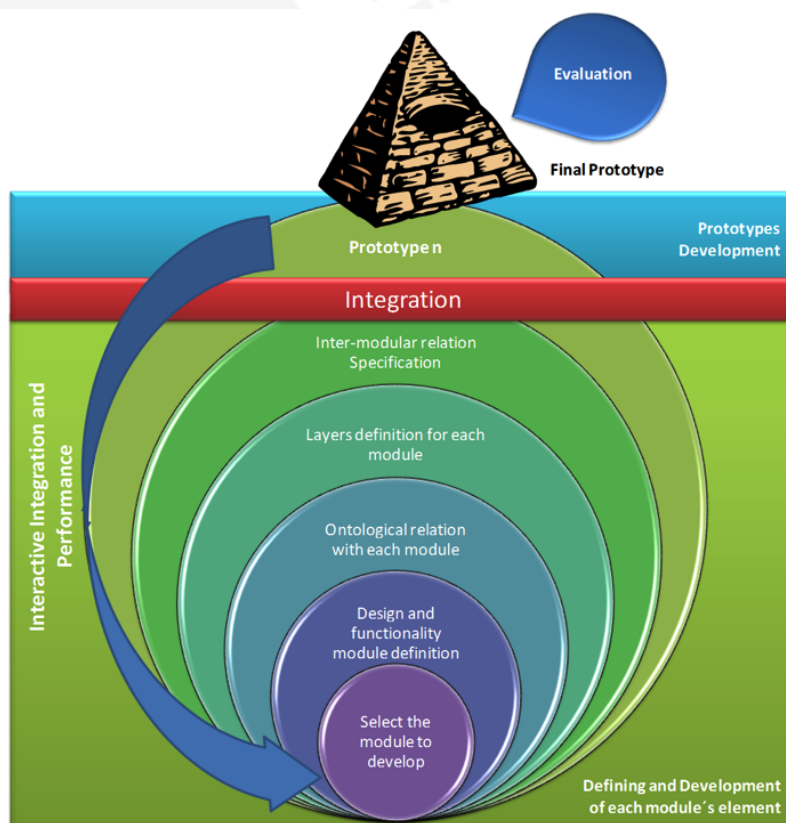 Evaluation
Final Prototype
Prototype n
Prototypes
Development
Integration
Inter-modular relation
Specification
Layers definition for each
module
Interactive Integration and
Performance
Ontological relation
with each module
Design and
functionality
module definition
Select the
module to
develop
Defining and Development
of each module´s element